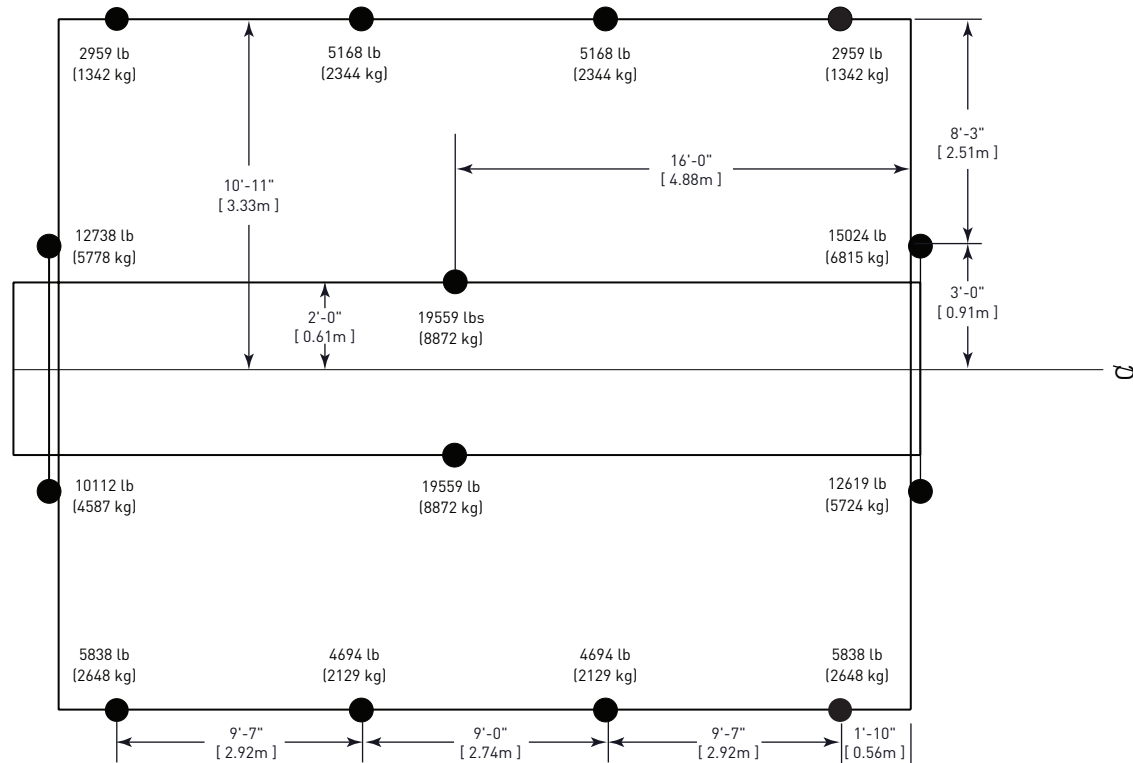 2959 lb
(1342 kg)
5168 lb
(2344 kg)
5168 lb
(2344 kg)
2959 lb
(1342 kg)
8'-3"
[ 2.51m ]
16'-0"
[ 4.88m ]
10'-11"
[ 3.33m ]
12738 lb
(5778 kg)
15024 lb
(6815 kg)
3'-0"
[ 0.91m ]
2'-0"
[ 0.61m ]
19559 lbs
(8872 kg)
10112 lb
(4587 kg)
19559 lb
(8872 kg)
12619 lb
(5724 kg)
5838 lb
(2648 kg)
4694 lb
(2129 kg)
4694 lb
(2129 kg)
5838 lb
(2648 kg)
9'-7"
[ 2.92m ]
9'-0"
[ 2.74m ]
9'-7"
[ 2.92m ]
1'-10"
[ 0.56m ]